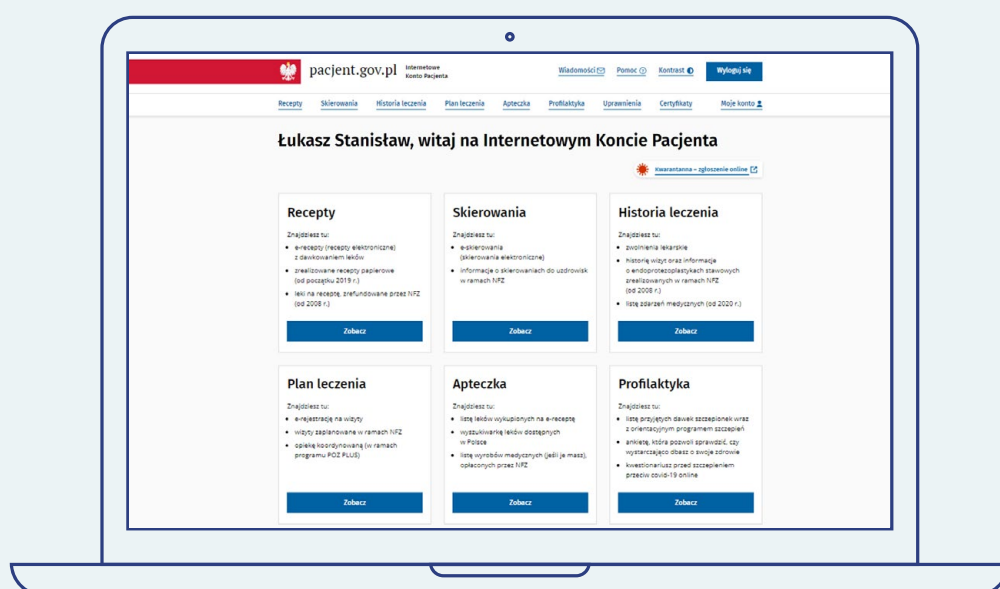 pacjent.gov.pl
Internetowe
Konto Pacjenta
Wiadomości Pomoc Kontrast Wyloguj się
Recepty Skierowania Historia leczenia Plan leczenia Apteczka Profilaktyka Uprawnienia Certyfikaty Moje konto
Łukasz Stanisław, witaj na Internetowym Koncie Pacjenta
Kwarantanna – zgłoszenie online
Recepty
Znajdziesz tu:
• e-recepty (recepty elektroniczne)
z dawkowaniem leków
• zrealizowane recepty papierowe
(od początku 2019 r.)
• leki na receptę, zrefundowane przez NFZ
(od 2008 r.)
Zobacz
Skierowania
Znajdziesz tu:
• e-skierowania
(skierowania elektroniczne)
• informacje o skierowaniach do uzdrowisk
w ramach NFZ
Zobacz
Historia leczenia
Znajdziesz tu:
• zwolnienia lekarskie
• historię wizyt oraz informacje
o endoprotezoplastykach stawowych
zrealizowanych w ramach NFZ
(od 2008 r.)
• listę zdarzeń medycznych (od 2020 r.)
Zobacz
Plan leczenia
Znajdziesz tu:
• e-rejestrację na wizyty
• wizyty zaplanowane w ramach NFZ
• opiekę koordynowaną (w ramach
programu POZ PLUS)
Zobacz
Apteczka
Znajdziesz tu:
• listę leków wykupionych na e-receptę
• wyszukiwarkę leków dostępnych
w Polsce
• listę wyrobów medycznych (jeśli je masz),
opłaconych przez NFZ
Zobacz
Profilaktyka
Znajdziesz tu:
• listę przyjętych dawek szczepionek wraz
z orientacyjnym programem szczepień
• ankietę, która pozwoli sprawdzić, czy
wystarczająco dbasz o swoje zdrowie
• kwestionariusz przed szczepieniem
przeciw covid-19 online
Zobacz